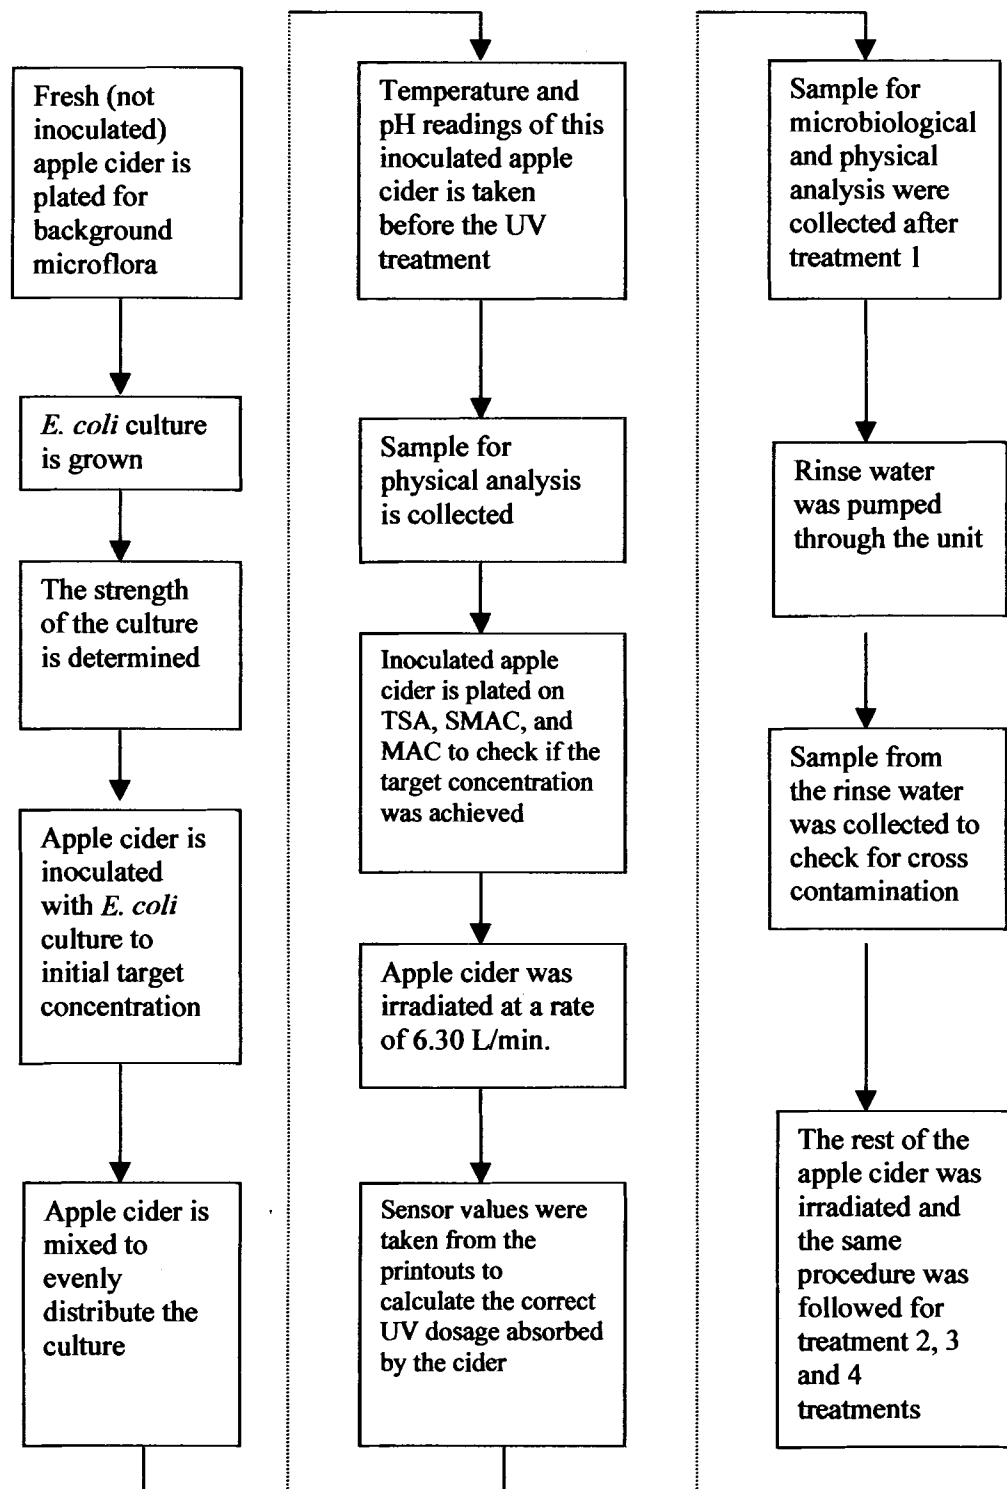 Fresh (not
inoculated)
apple cider is
plated for
background
microflora
E. coli culture
is grown
The strength
of the culture
is determined
Apple cider is
inoculated
with E. coli
culture to
initial target
concentration
Apple cider is
mixed to
evenly
distribute the
culture
Temperature and
pH readings of this
inoculated apple
cider is taken
before the UV
treatment
Sample for
physical analysis
is collected
Inoculated apple
cider is plated on
TSA, SMAC, and
MAC to check if the
target concentration
was achieved
Apple cider was
irradiated at a rate
of 6.30 L/min.
Sensor values were
taken from the
printouts to
calculate the correct
UV dosage absorbed
by the cider
Sample for
microbiological
and physical
analysis were
collected after
treatment 1
Rinse water
was pumped
through the unit
Sample from
the rinse water
was collected to
check for cross
contamination
The rest of the
apple cider was
irradiated and
the same
procedure was
followed for
treatment 2, 3
and 4
treatments